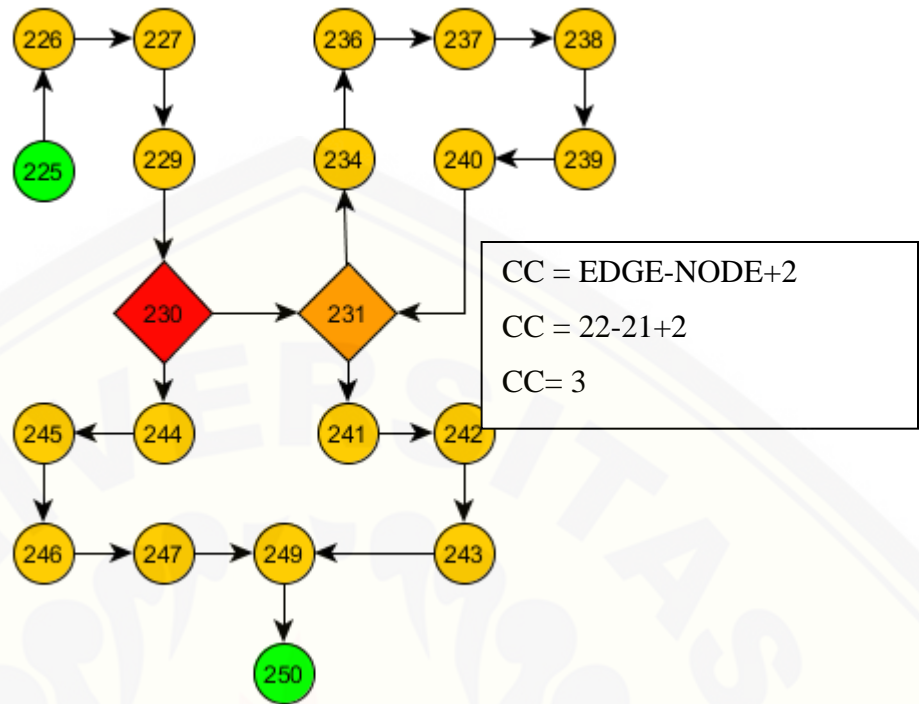 226 227 236 237 238
225 229 234 240 239
230 231
CC = EDGE-NODE+2
CC = 22-21+2
CC= 3
245 244 241 242
246 247 249 243
250
VERSITAS